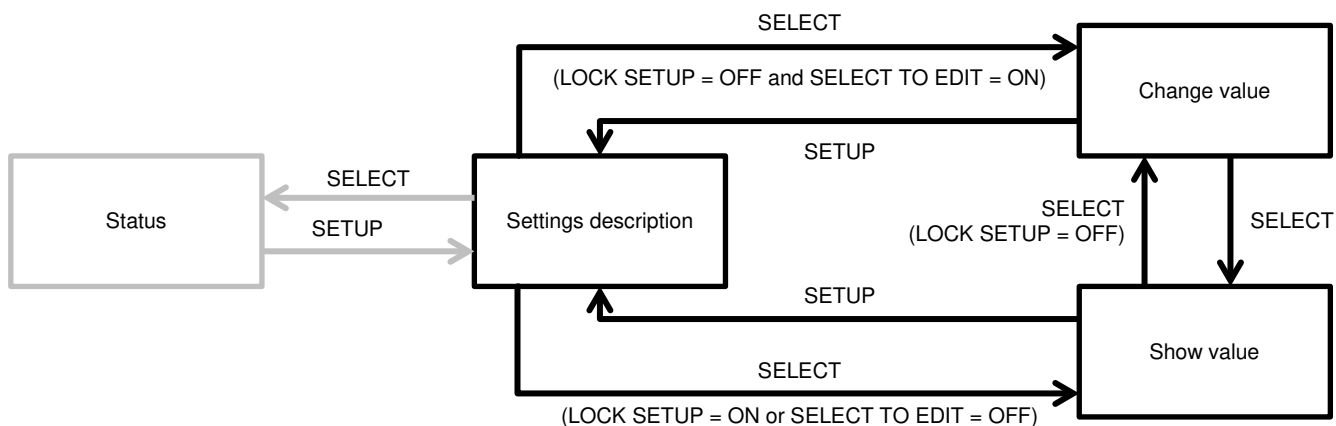 SELECT
(LOCK SETUP = OFF and SELECT TO EDIT = ON)
Change value
SETUP
SELECT
Status
SETUP
Settings description
SELECT
(LOCK SETUP = OFF)
SELECT
SETUP
Show value
SELECT
(LOCK SETUP = ON or SELECT TO EDIT = OFF)